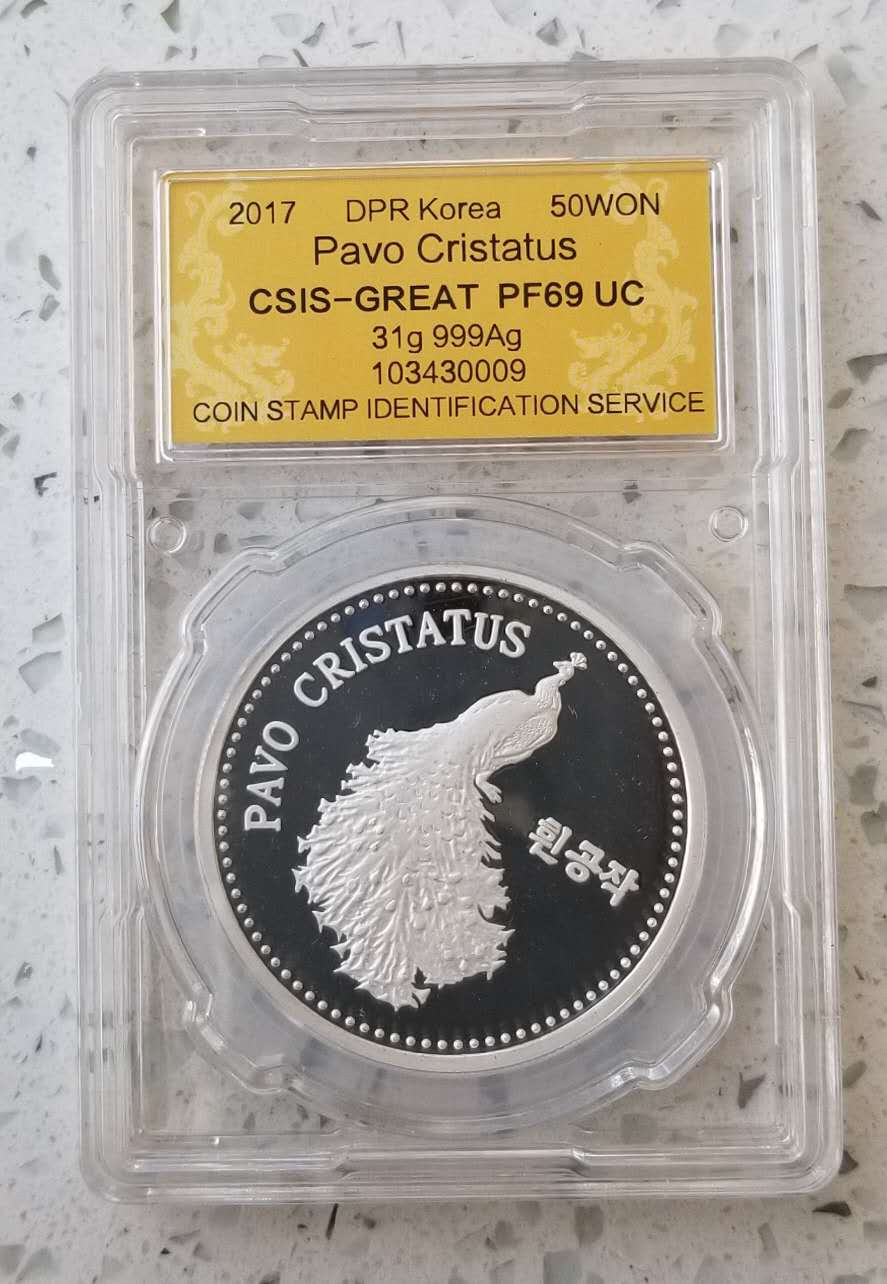 2017 DPR Korea 50WON
Pavo Cristatus
CSIS-GREAT PF69 UC
31g 999Ag
103430009
COIN STAMP IDENTIFICATION SERVICE
PAVO CRISTATUS
흰공작